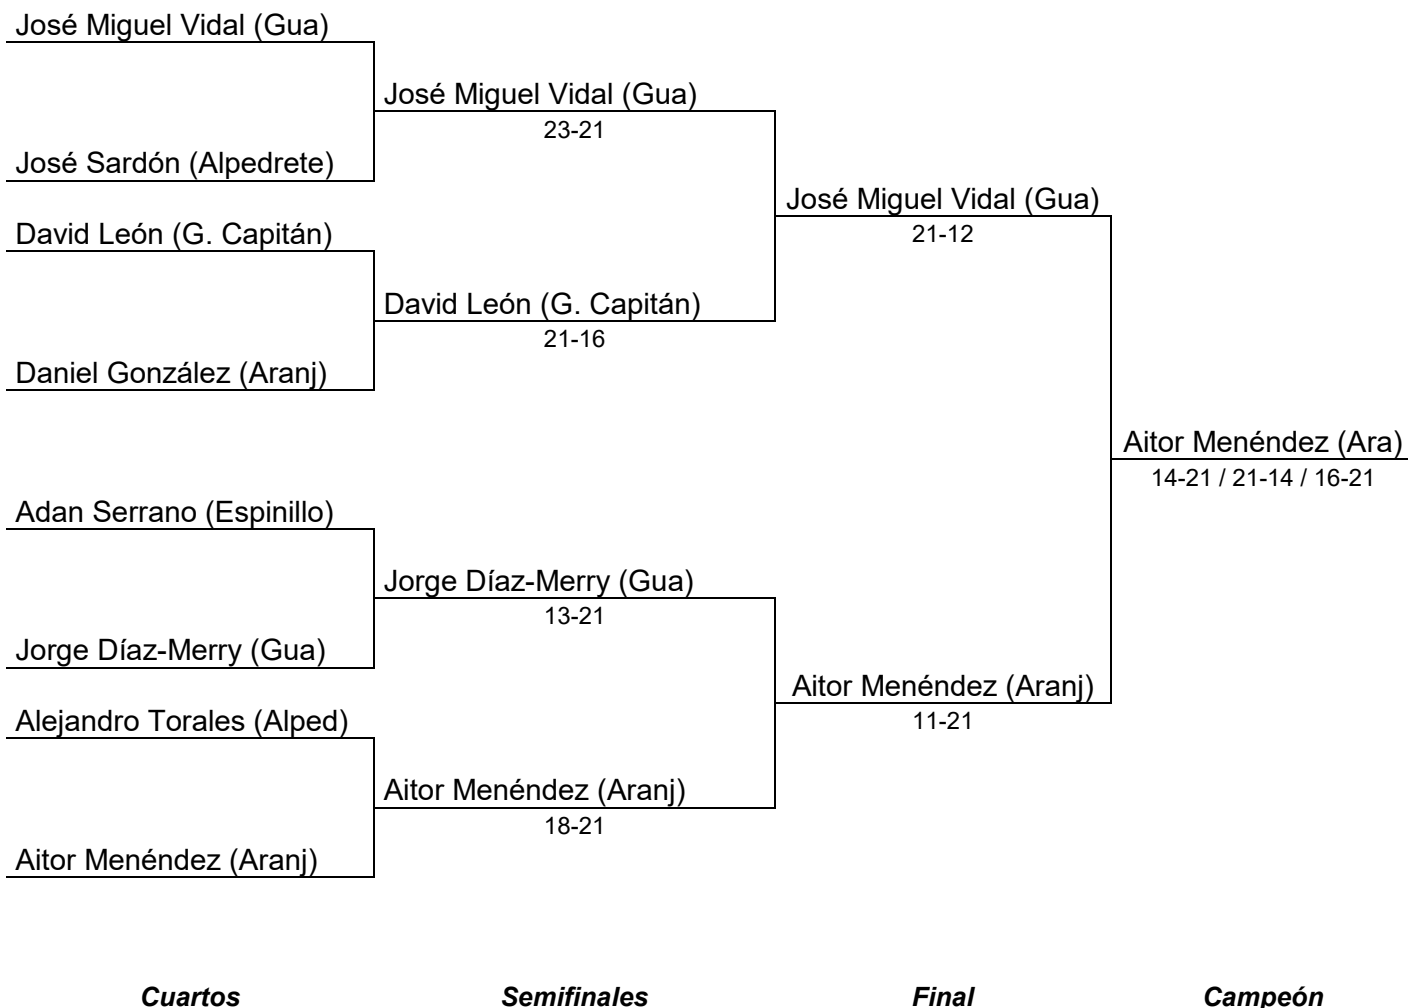 José Miguel Vidal (Gua)
José Miguel Vidal (Gua)
23-21
José Sardón (Alpedrete)
José Miguel Vidal (Gua)
21-12
David León (G. Capitán)
David León (G. Capitán)
21-16
Daniel González (Aranj)
Aitor Menéndez (Ara)
14-21 / 21-14 / 16-21
Adan Serrano (Espinillo)
Jorge Díaz-Merry (Gua)
13-21
Jorge Díaz-Merry (Gua)
Aitor Menéndez (Aranj)
11-21
Alejandro Torales (Alped)
Aitor Menéndez (Aranj)
18-21
Aitor Menéndez (Aranj)
Cuartos Semifinales Final Campeón